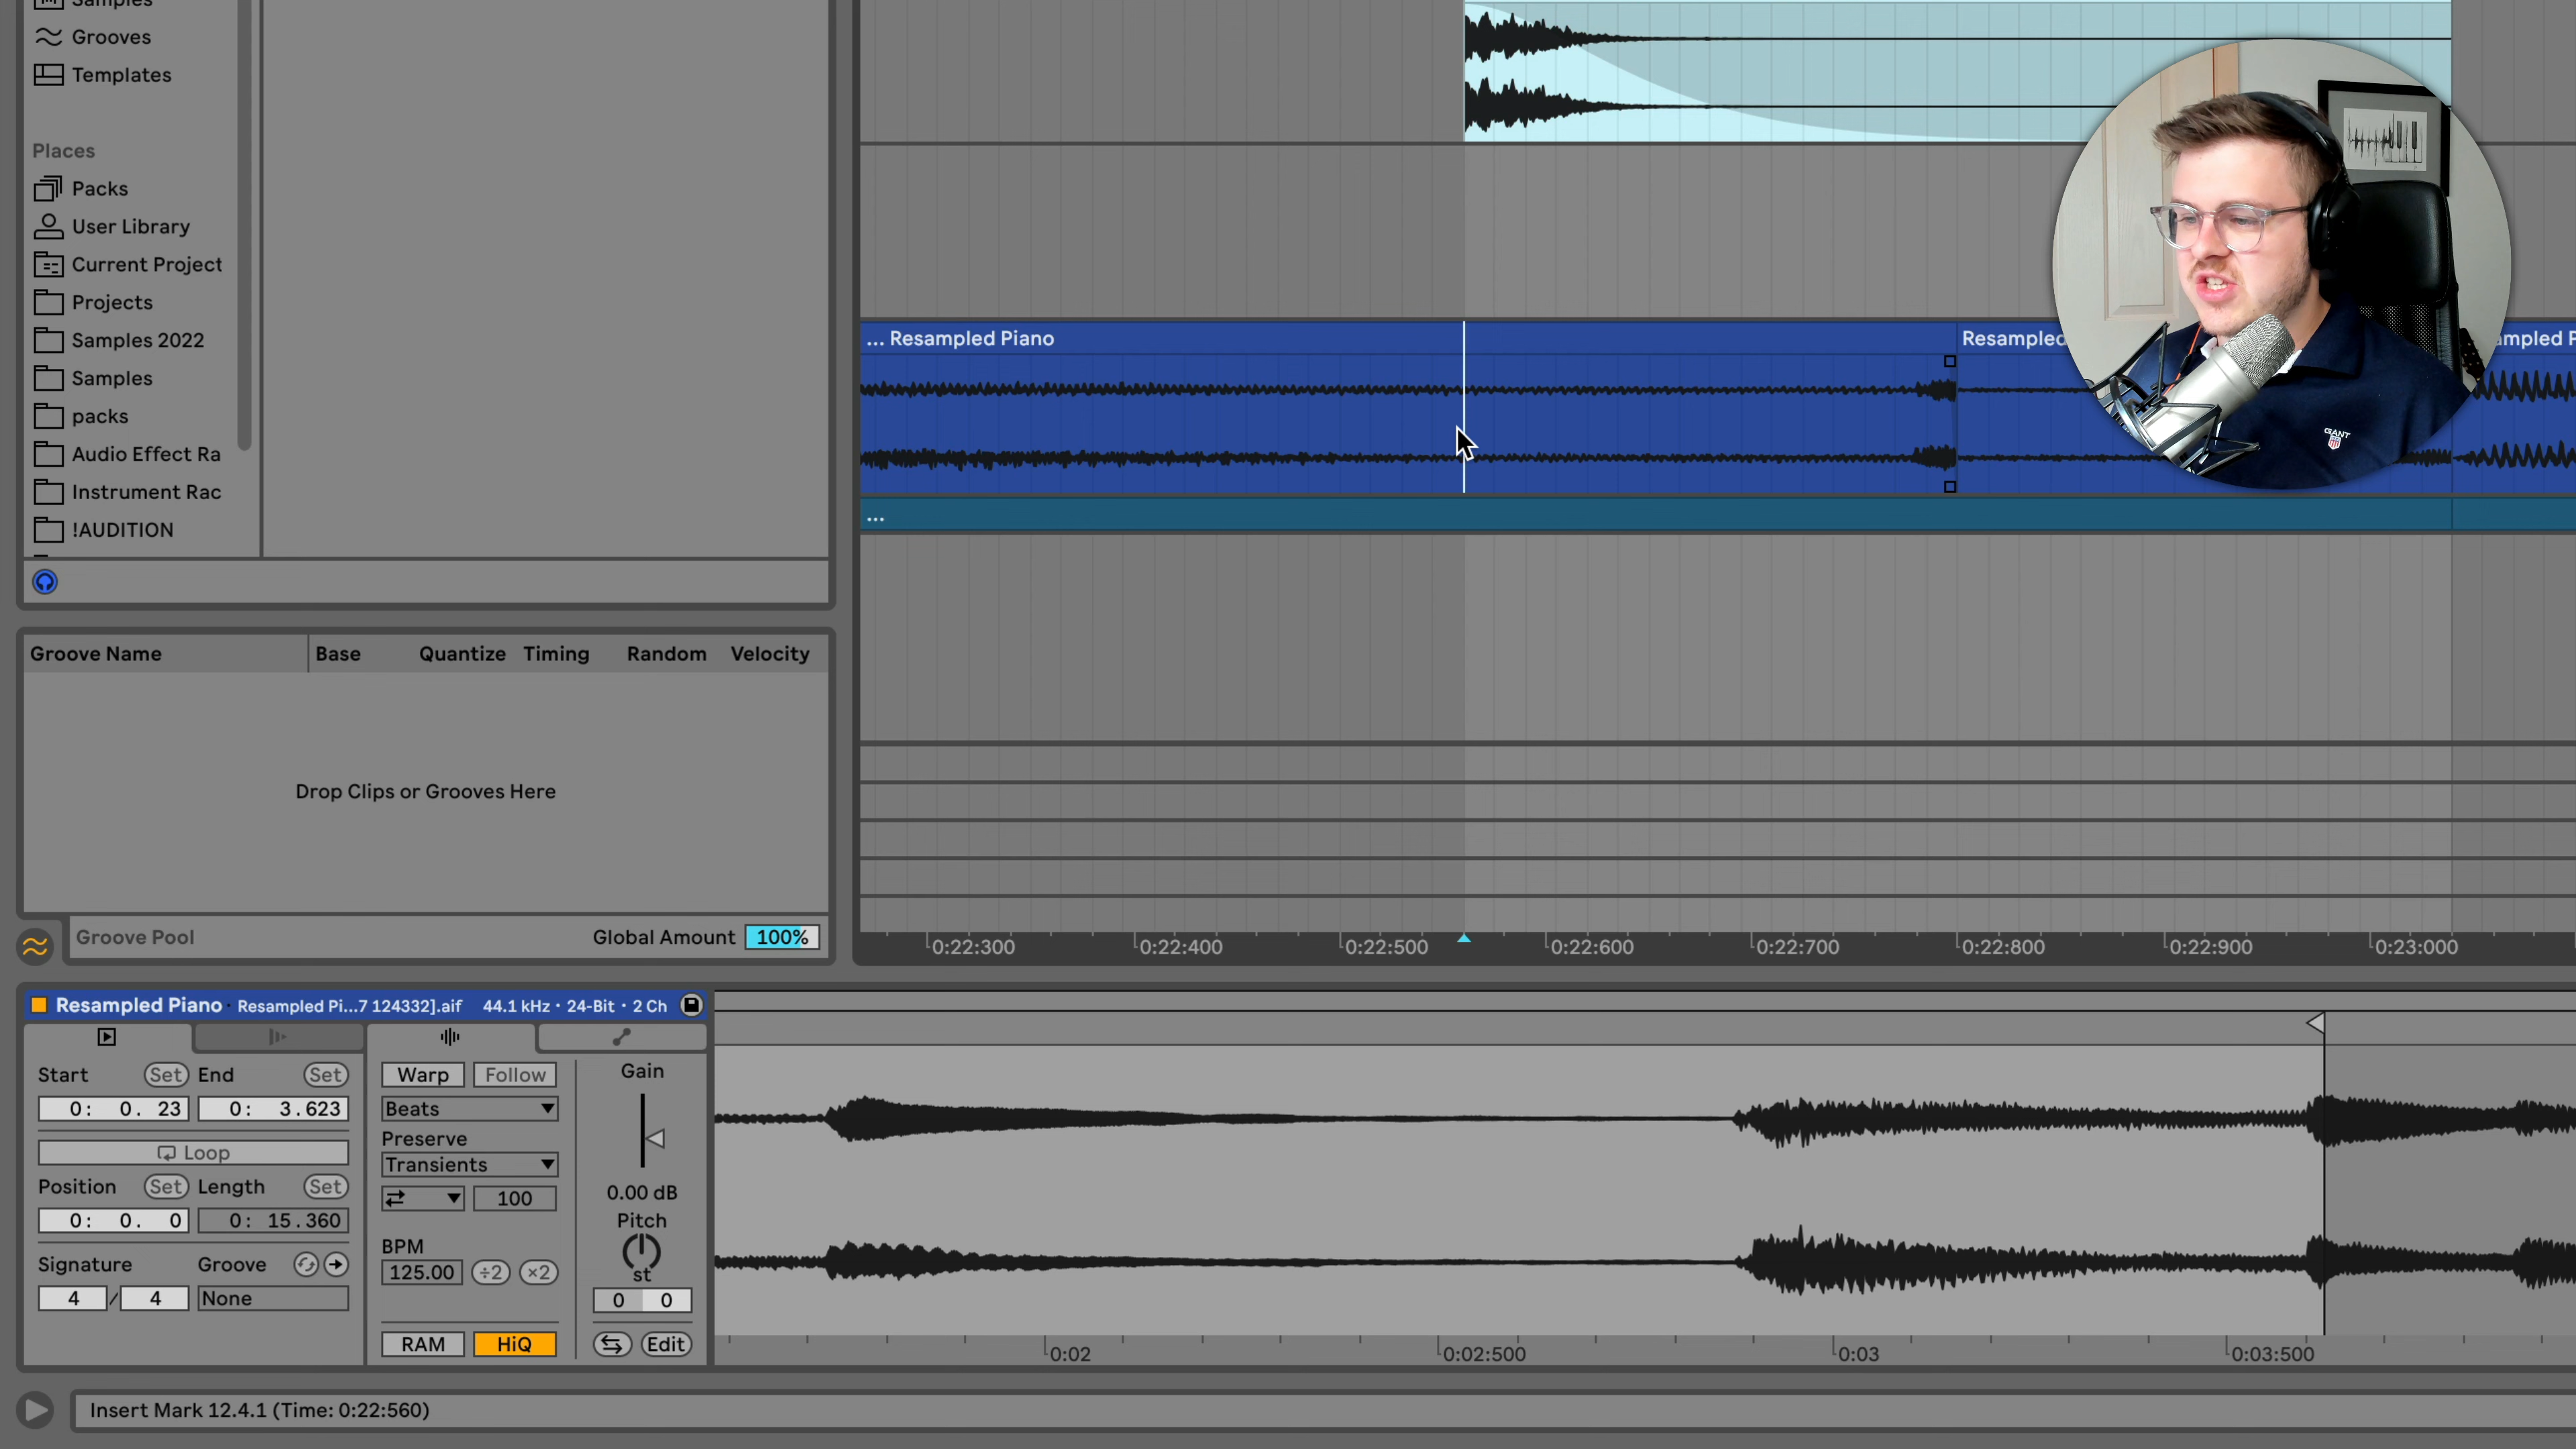 Samples
Grooves
Templates
Places
Packs
User Library
Current Project
Projects
Samples 2022
Samples
packs
Audio Effect Ra
Instrument Rac
!AUDITION
... Resampled Piano
Resampled
mpled P
...
GANT
Groove Name Base Quantize Timing Random Velocity
Drop Clips or Grooves Here
Groove Pool Global Amount 100%
0:22:300 0:22:400 0:22:500 0:22:600 0:22:700 0:22:800 0:22:900 0:23:000
Resampled Piano · Resampled Pi...7 124332].aif 44.1 kHz · 24-Bit · 2 Ch
Start Set End Set
0: 0. 23 0: 3.623
Loop
Position Set Length Set
0: 0. 0 0: 15.360
Signature Groove
4 / 4 None
Warp Follow
Beats
Preserve
Transients
100
BPM
125.00 ÷2 ×2
RAM HiQ
Gain
0.00 dB
Pitch
st
0 0
Edit
0:02 0:02:500 0:03 0:03:500
Insert Mark 12.4.1 (Time: 0:22:560)